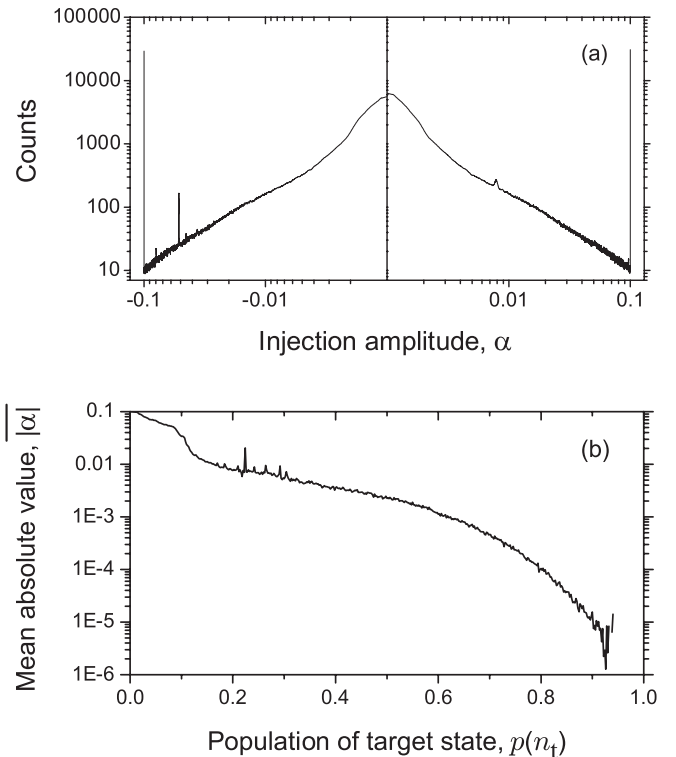 100000
(a)
10000
1000
100
10
Counts
-0.1 -0.01 0.01 0.1
Injection amplitude, α
0.1
(b)
0.01
1E-3
1E-4
1E-5
1E-6
Mean absolute value, |α|
0.0 0.2 0.4 0.6 0.8 1.0
Population of target state, p(nt)